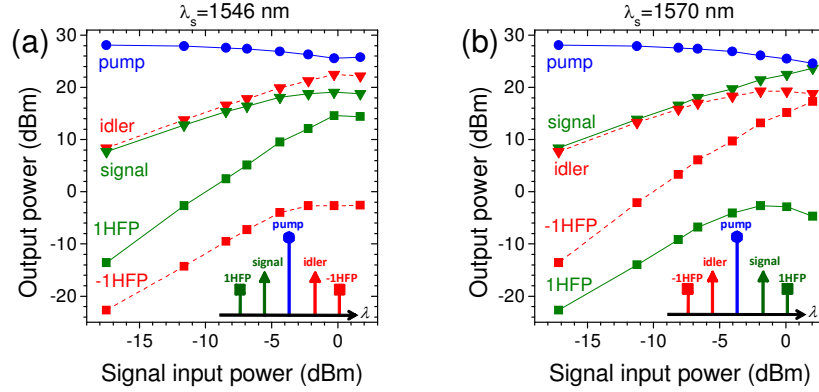 λs=1546 nm
(a)
30
20
10
0
-10
-20
Output power (dBm)
pump
idler
signal
1HFP
-1HFP
pump
signal
idler
1HFP
-1HFP
λ
-15
-10
-5
0
Signal input power (dBm)
λs=1570 nm
(b)
30
20
10
0
-10
-20
Output power (dBm)
pump
signal
idler
-1HFP
1HFP
pump
idler
signal
-1HFP
1HFP
λ
-15
-10
-5
0
Signal input power (dBm)